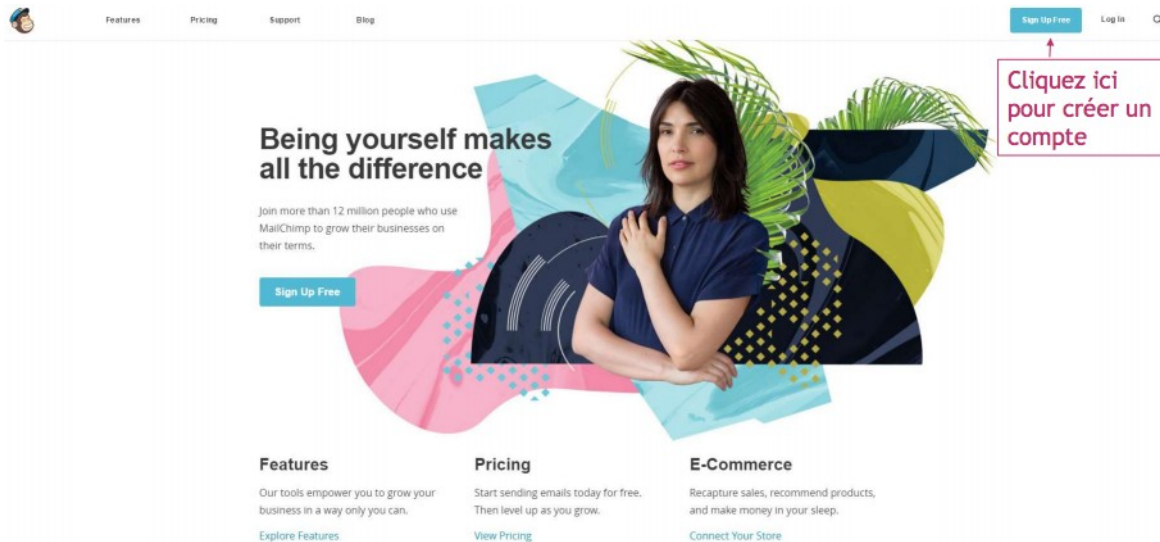 Features
Pricing
Support
Blog
Sign Up Free
Log In
Cliquez ici
pour créer un
compte
Being yourself makes
all the difference
Join more than 12 million people who use
MailChimp to grow their businesses on
their terms.
Sign Up Free
Features
Our tools empower you to grow your
business in a way only you can.
Explore Features
Pricing
Start sending emails today for free.
Then level up as you grow.
View Pricing
E-Commerce
Recapture sales, recommend products,
and make money in your sleep.
Connect Your Store